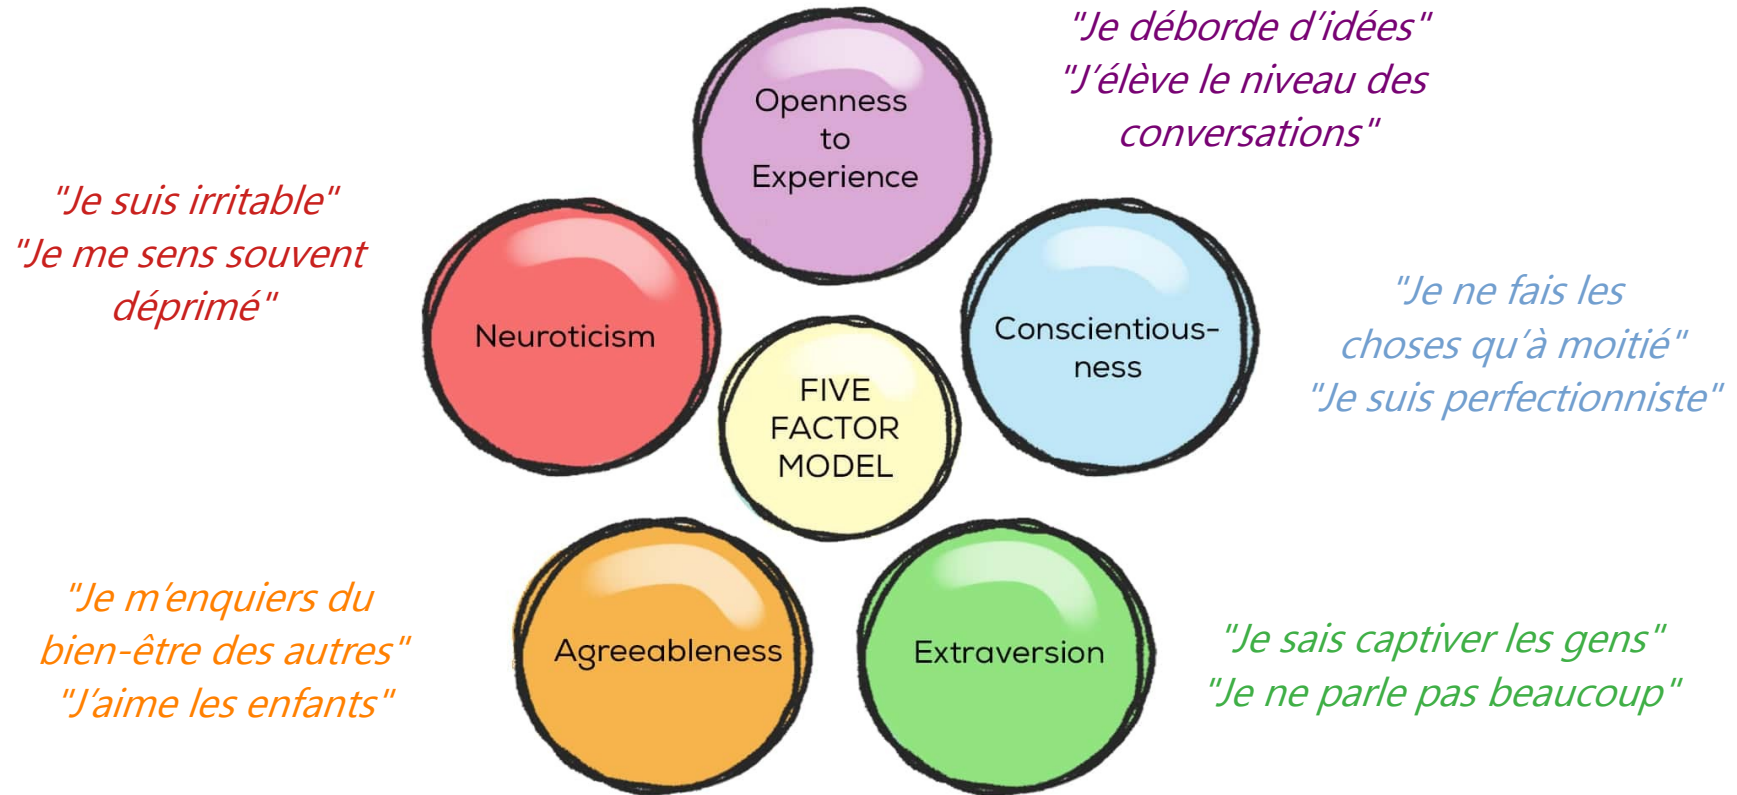 Openness
to
Experience
"Je déborde d'idées"
"J'élève le niveau des
conversations"
"Je suis irritable"
"Je me sens souvent
déprimé"
Neuroticism
Conscientious-
ness
"Je ne fais les
choses qu'à moitié"
"Je suis perfectionniste"
FIVE
FACTOR
MODEL
"Je m'enquiers du
bien-être des autres"
"J'aime les enfants"
Agreeableness
Extraversion
"Je sais captiver les gens"
"Je ne parle pas beaucoup"